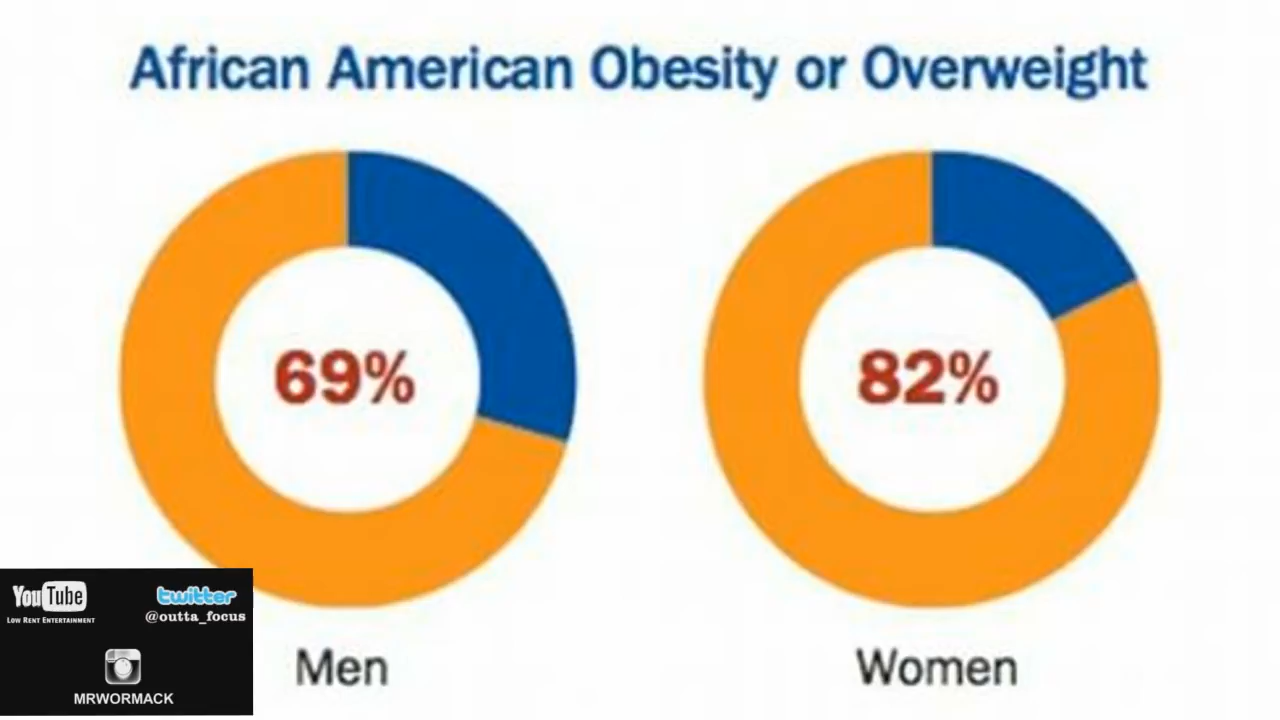 African American Obesity or Overweight
69%
82%
Men
Women
YouTube
twitter
LOW RENT ENTERTAINMENT
@outta_focus
MRWORMACK